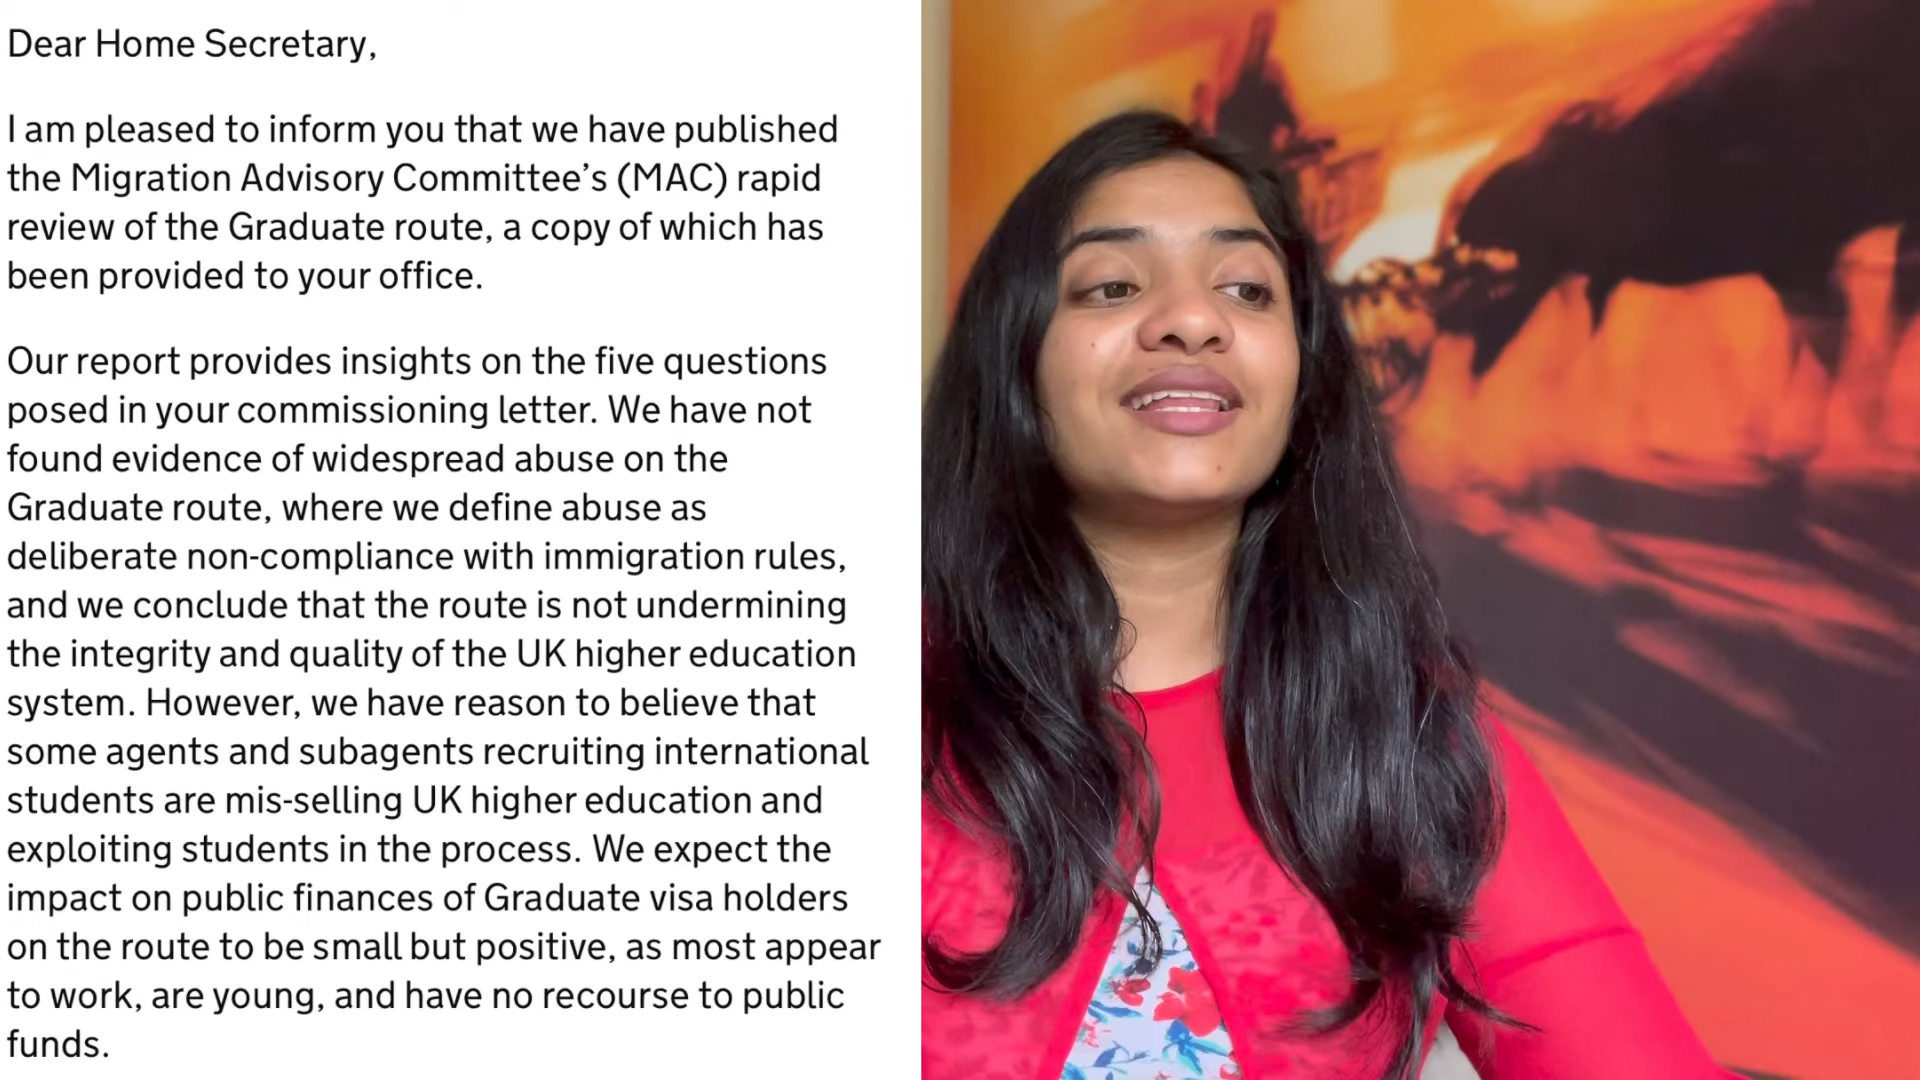 Dear Home Secretary,
I am pleased to inform you that we have published
the Migration Advisory Committee’s (MAC) rapid
review of the Graduate route, a copy of which has
been provided to your office.
Our report provides insights on the five questions
posed in your commissioning letter. We have not
found evidence of widespread abuse on the
Graduate route, where we define abuse as
deliberate non-compliance with immigration rules,
and we conclude that the route is not undermining
the integrity and quality of the UK higher education
system. However, we have reason to believe that
some agents and subagents recruiting international
students are mis-selling UK higher education and
exploiting students in the process. We expect the
impact on public finances of Graduate visa holders
on the route to be small but positive, as most appear
to work, are young, and have no recourse to public
funds.